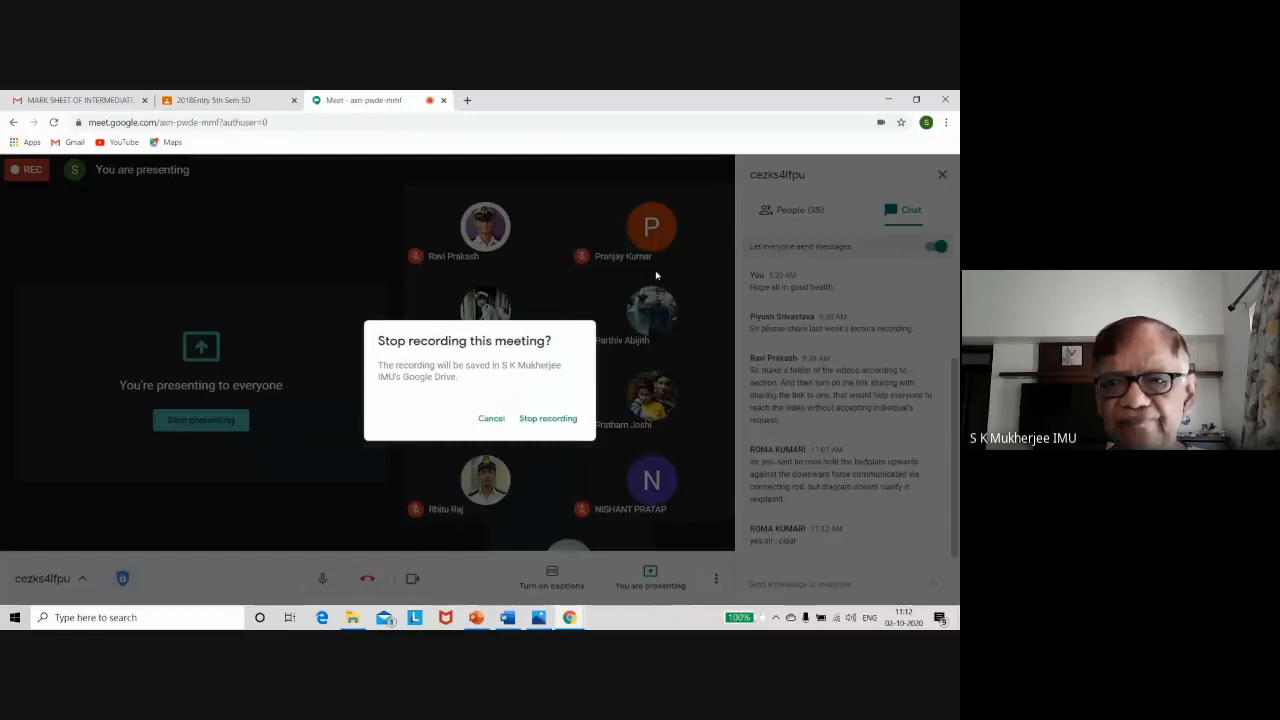 MARK SHEET OF INTERMEDIATE
2018Entry 5th Sem 5D
Meet - axn-pwde-mmf
meet.google.com/axn-pwde-mmf?authuser=0
S
Apps
Gmail
YouTube
Maps
REC
S
You are presenting
cezks4lfpu
People (35)
Chat
Let everyone send messages
Ravi Prakash
P
Pranjay Kumar
You 9:23 AM
Hope all in good health.
Piyush Srivastava 9:30 AM
Sir please share last week's lecture recording.
Parthiv Abijith
Ravi Prakash 9:38 AM
Sir make a folder of the videos according to
section. And then turn on the link sharing with
sharing the link to one, that would help everyone to
reach the video without accepting individual's
request.
You're presenting to everyone
Stop presenting
Stop recording this meeting?
The recording will be saved in S K Mukherjee
IMU's Google Drive.
Cancel
Stop recording
Pratham Joshi
ROMA KUMARI 11:07 AM
sir, you said tie roos hold the bedplate upwards
against the downward force communicated via
connecting rod. but diagram doesnt clarify it.
rexplainit.
Rhitu Raj
N
NISHANT PRATAP
ROMA KUMARI 11:12 AM
yes sir . clear
Send a message to everyone
cezks4lfpu
Turn on captions
You are presenting
Type here to search
L
W
100%
ENG
11:12
02-10-2020
S K Mukherjee IMU